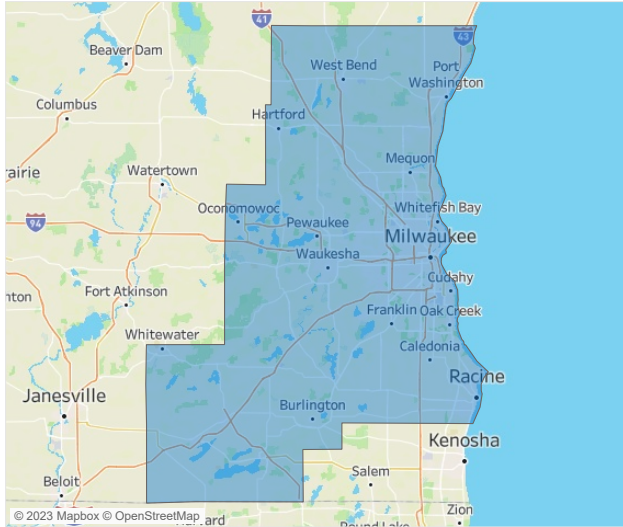 41
43
Beaver Dam
West Bend
Port
Washington
Columbus
Hartford
Mequon
rairie
Watertown
Oconomowoc
Whitefish Bay
94
Pewaukee
Milwaukee
Waukesha
Cudahy
nton
Fort Atkinson
Franklin
Oak Creek
Whitewater
Caledonia
Janesville
Racine
Burlington
Kenosha
Salem
Beloit
Zion
© 2023 Mapbox © OpenStreetMap